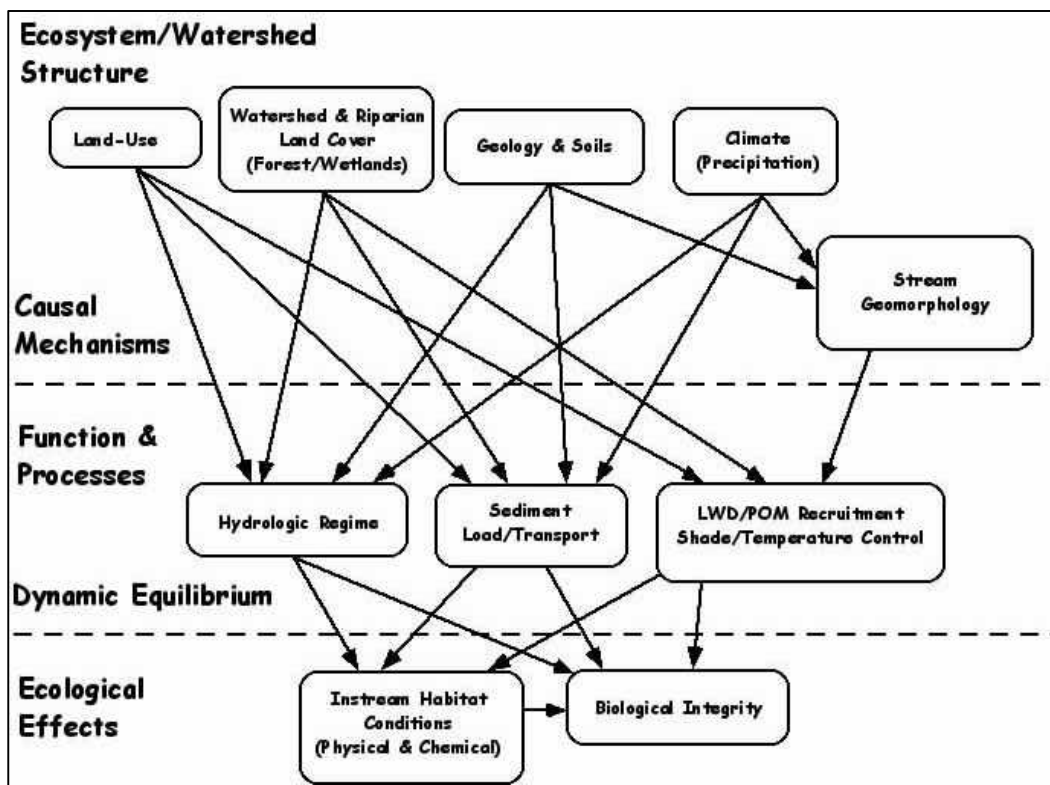 Ecosystem/Watershed
Structure
Land-Use
Watershed & Riparian
Land Cover
(Forest/Wetlands)
Geology & Soils
Climate
(Precipitation)
Stream
Geomorphology
Causal
Mechanisms
Function &
Processes
Hydrologic Regime
Sediment
Load/Transport
LWD/POM Recruitment
Shade/Temperature Control
Dynamic Equilibrium
Ecological
Effects
Instream Habitat
Conditions
(Physical & Chemical)
Biological Integrity